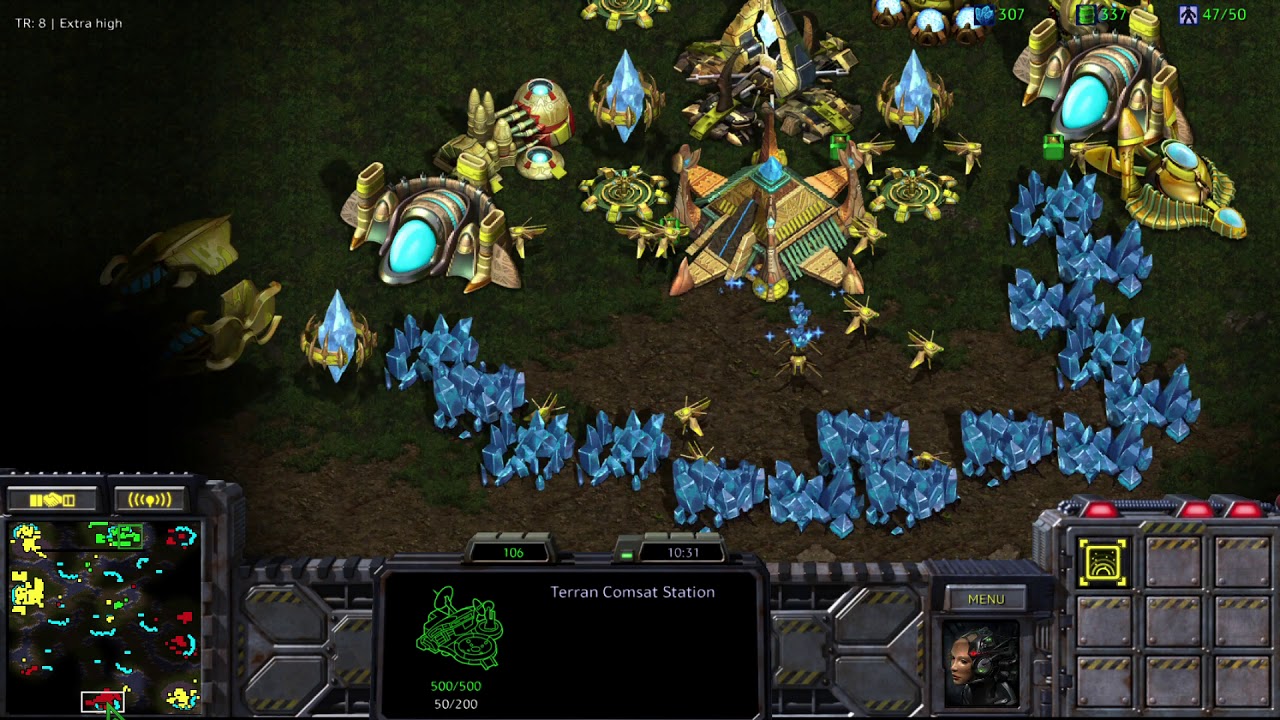 TR: 8 | Extra high
307
337
47/50
106
10:31
Terran Comsat Station
MENU
500/500
50/200